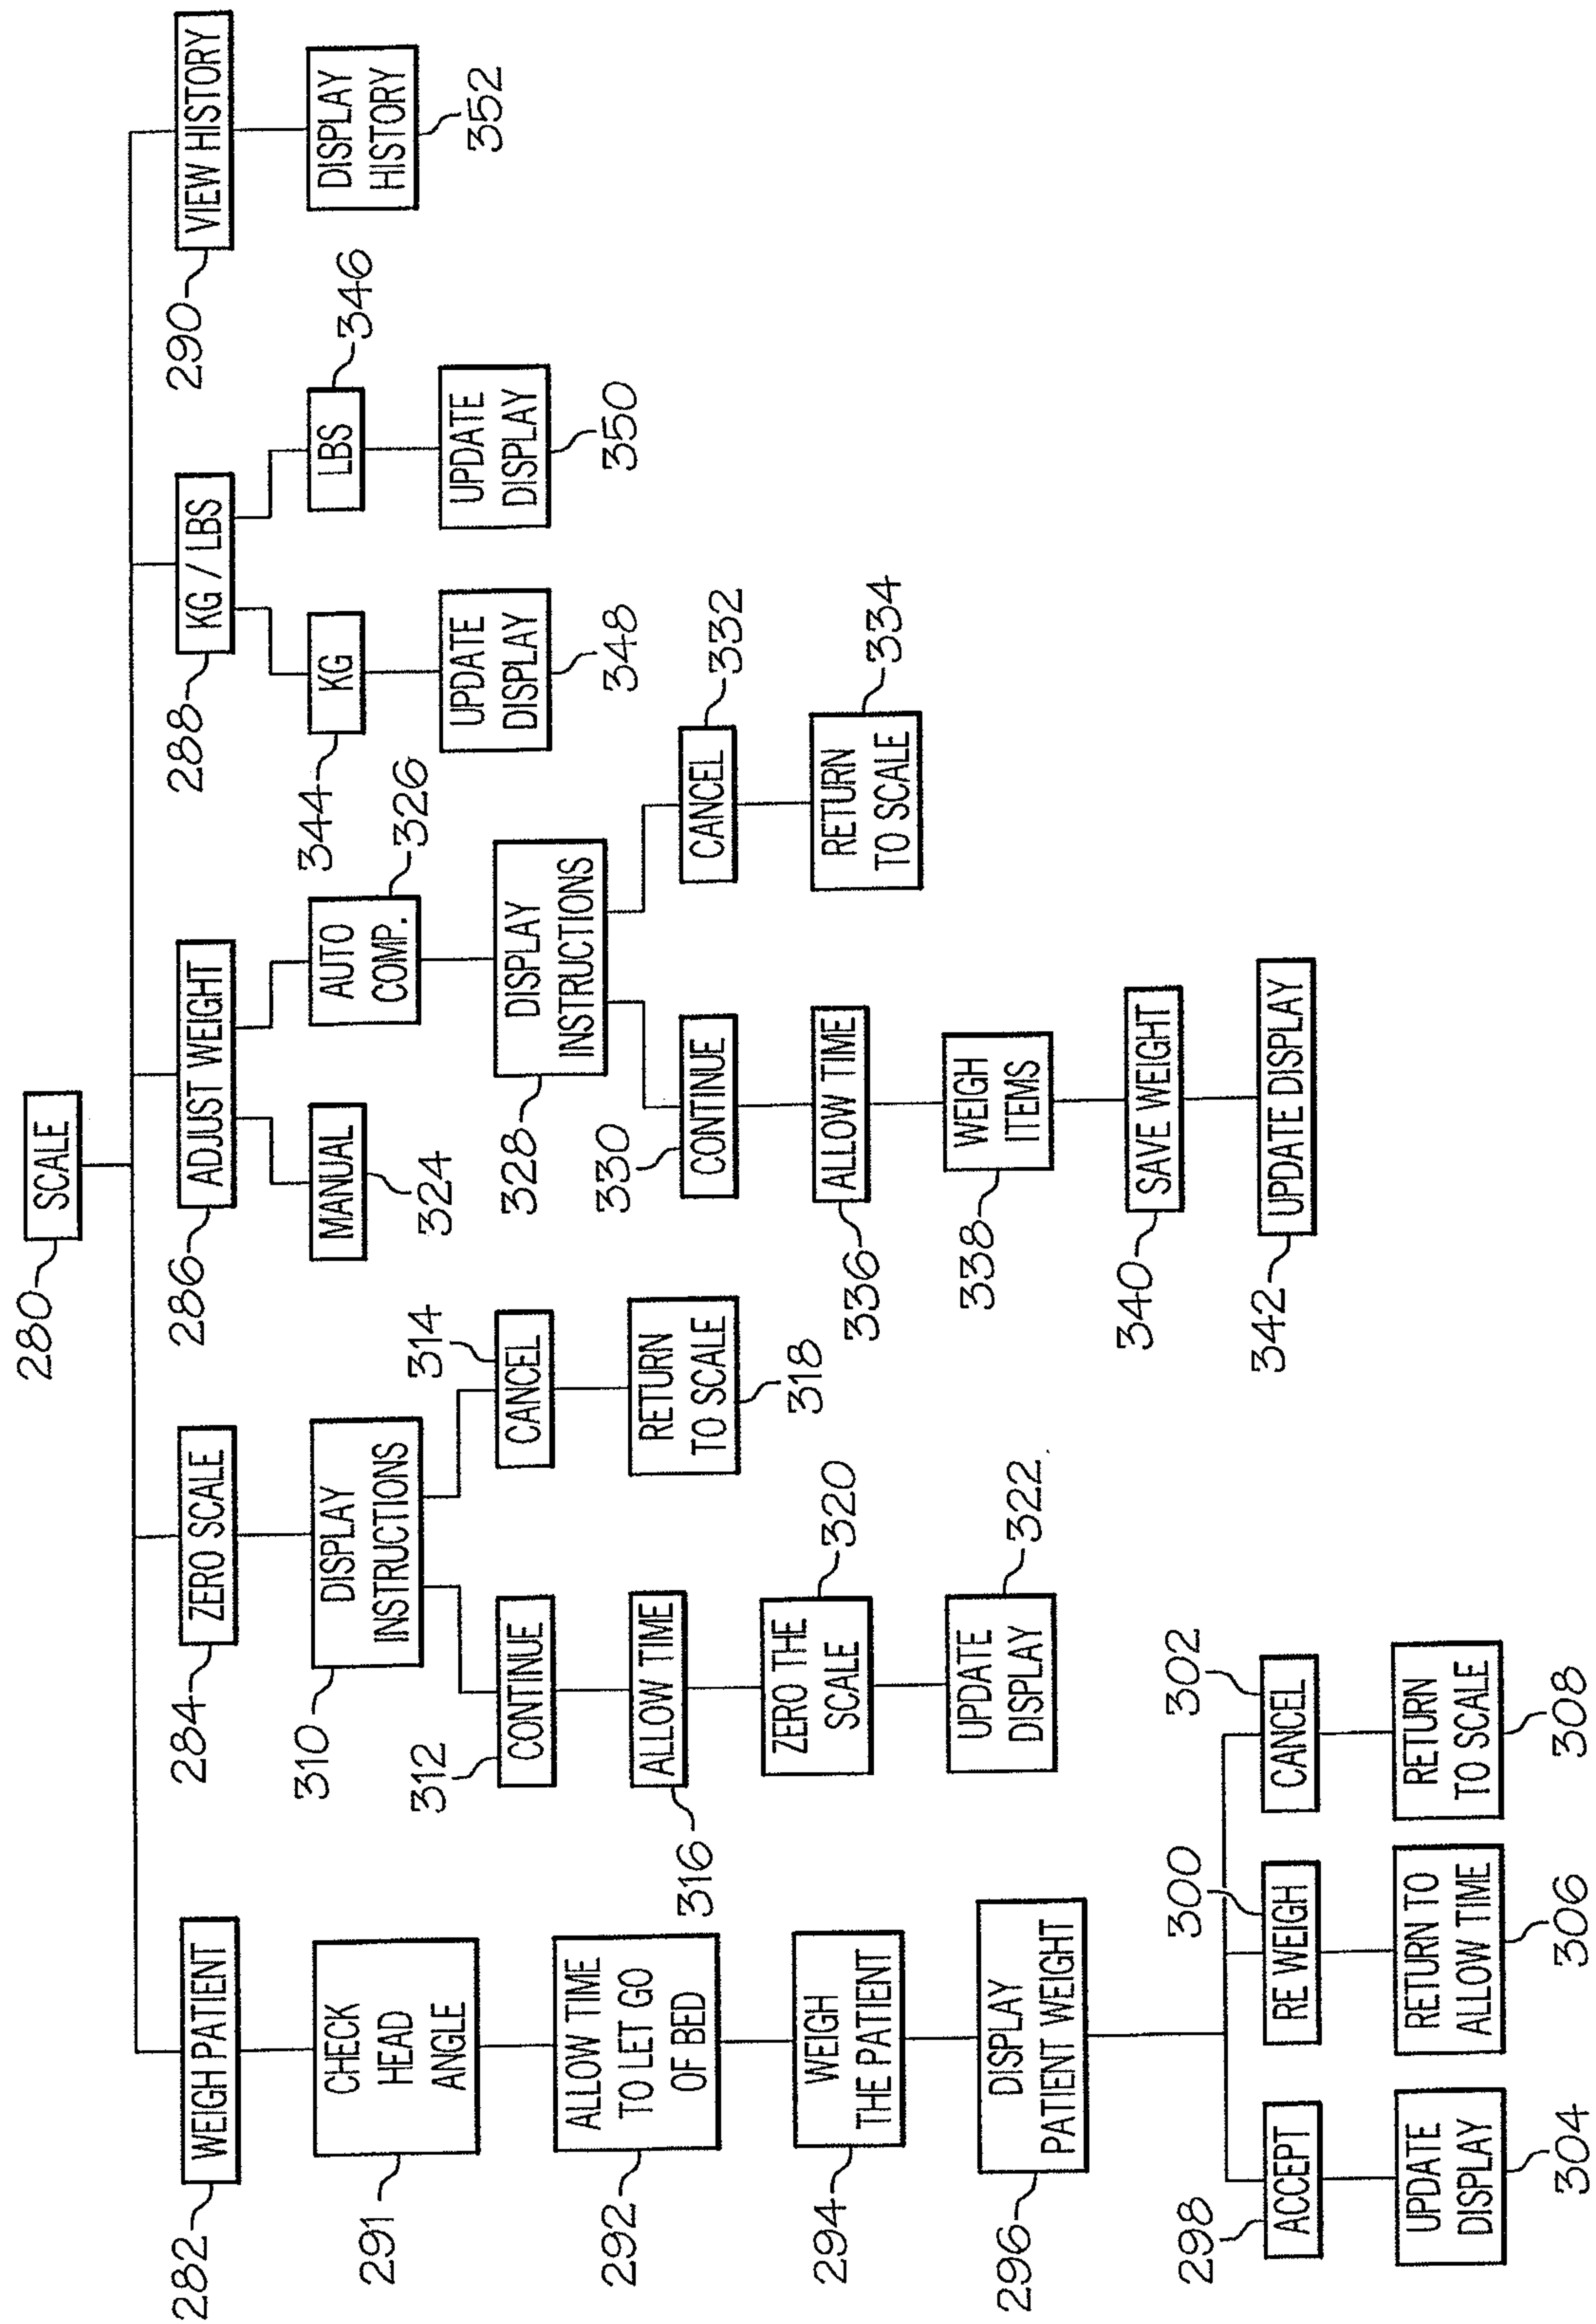 280
SCALE
282
WEIGH PATIENT
284
ZERO SCALE
286
ADJUST WEIGHT
288
KG / LBS
290
VIEW HISTORY
291
CHECK
HEAD
ANGLE
292
ALLOW TIME
TO LET GO
OF BED
294
WEIGH
THE PATIENT
296
DISPLAY
PATIENT WEIGHT
298
ACCEPT
300
RE WEIGH
302
CANCEL
UPDATE
DISPLAY
304
RETURN TO
ALLOW TIME
306
RETURN
TO SCALE
308
310
DISPLAY
INSTRUCTIONS
312
CONTINUE
314
CANCEL
316
ALLOW TIME
RETURN
TO SCALE
318
ZERO THE
SCALE
320
UPDATE
DISPLAY
322
MANUAL
324
AUTO
COMP.
326
328
DISPLAY
INSTRUCTIONS
330
CONTINUE
CANCEL
332
336
ALLOW TIME
RETURN
TO SCALE
334
338
WEIGH
ITEMS
340
SAVE WEIGHT
342
UPDATE DISPLAY
344
KG
LBS
346
UPDATE
DISPLAY
348
UPDATE
DISPLAY
350
DISPLAY
HISTORY
352